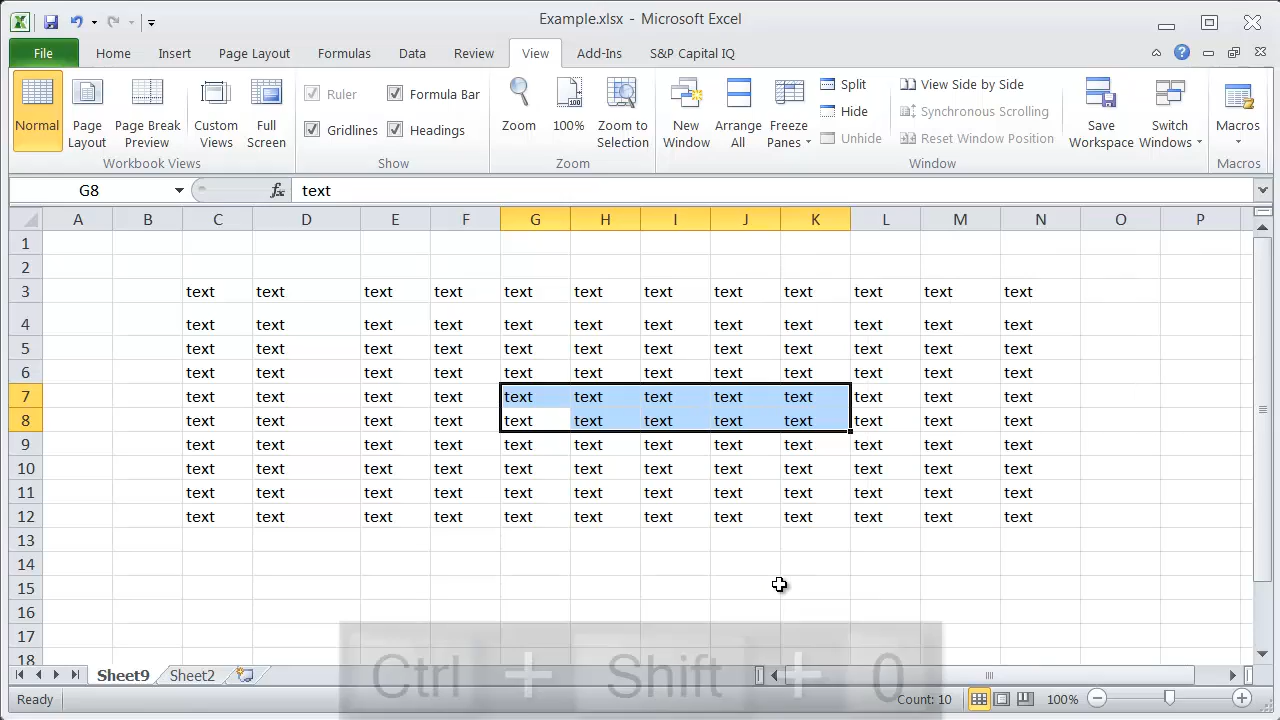 Example.xlsx - Microsoft Excel
File Home Insert Page Layout Formulas Data Review View Add-Ins S&P Capital IQ
Normal Page Layout Page Break Preview Custom Views Full Screen
Workbook Views
Ruler Formula Bar
Gridlines Headings
Show
Zoom 100% Zoom to Selection
100
Zoom
New Window Arrange All Freeze Panes
Split View Side by Side
Hide Synchronous Scrolling
Unhide Reset Window Position
Save Workspace Switch Windows
Window
Macros
Macros
G8 fx text
A B C D E F G H I J K L M N O P
1
2
3 text text text text text text text text text text text text
4 text text text text text text text text text text text text
5 text text text text text text text text text text text text
6 text text text text text text text text text text text text
7 text text text text text text text text text text text text
8 text text text text text text text text text text text text
9 text text text text text text text text text text text text
10 text text text text text text text text text text text text
11 text text text text text text text text text text text text
12 text text text text text text text text text text text text
13
14
15
16
17
18
Ctrl + Shift + 0
Sheet9 Sheet2
Ready Count: 10 100%